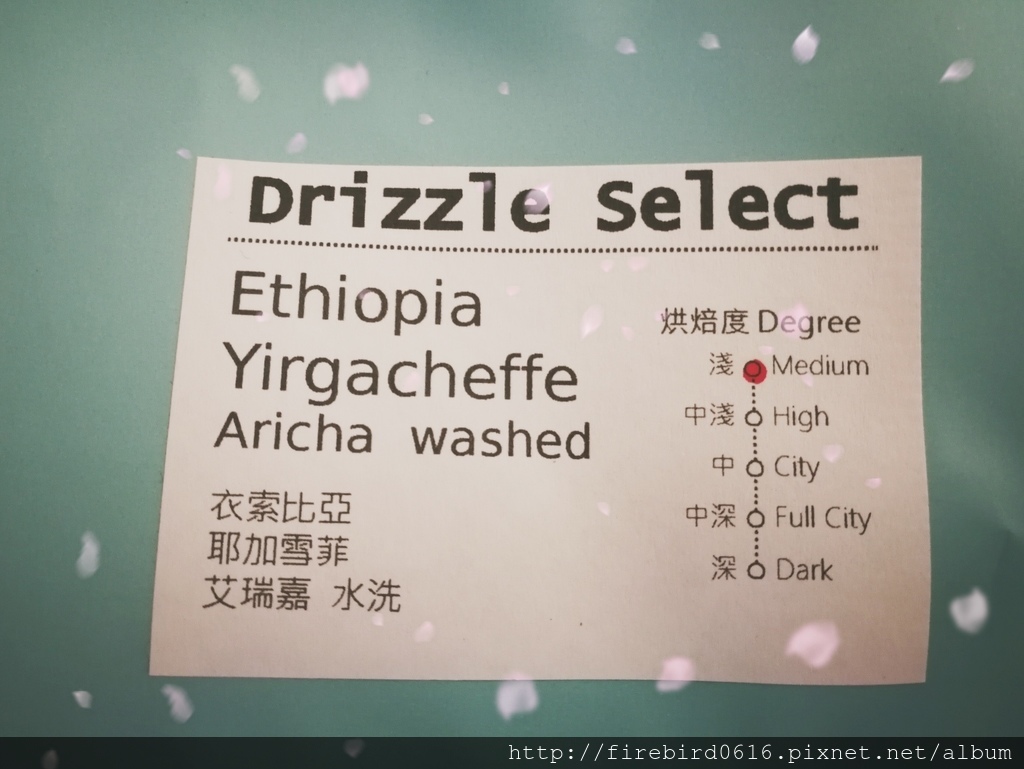 Drizzle Select
Ethiopia
Yirgacheffe
Aricha washed
衣索比亞
耶加雪菲
艾瑞嘉 水洗
烘焙度 Degree
淺 Medium
中淺 High
中 City
中深 Full City
深 Dark
http://firebird0616.pixnet.net/album